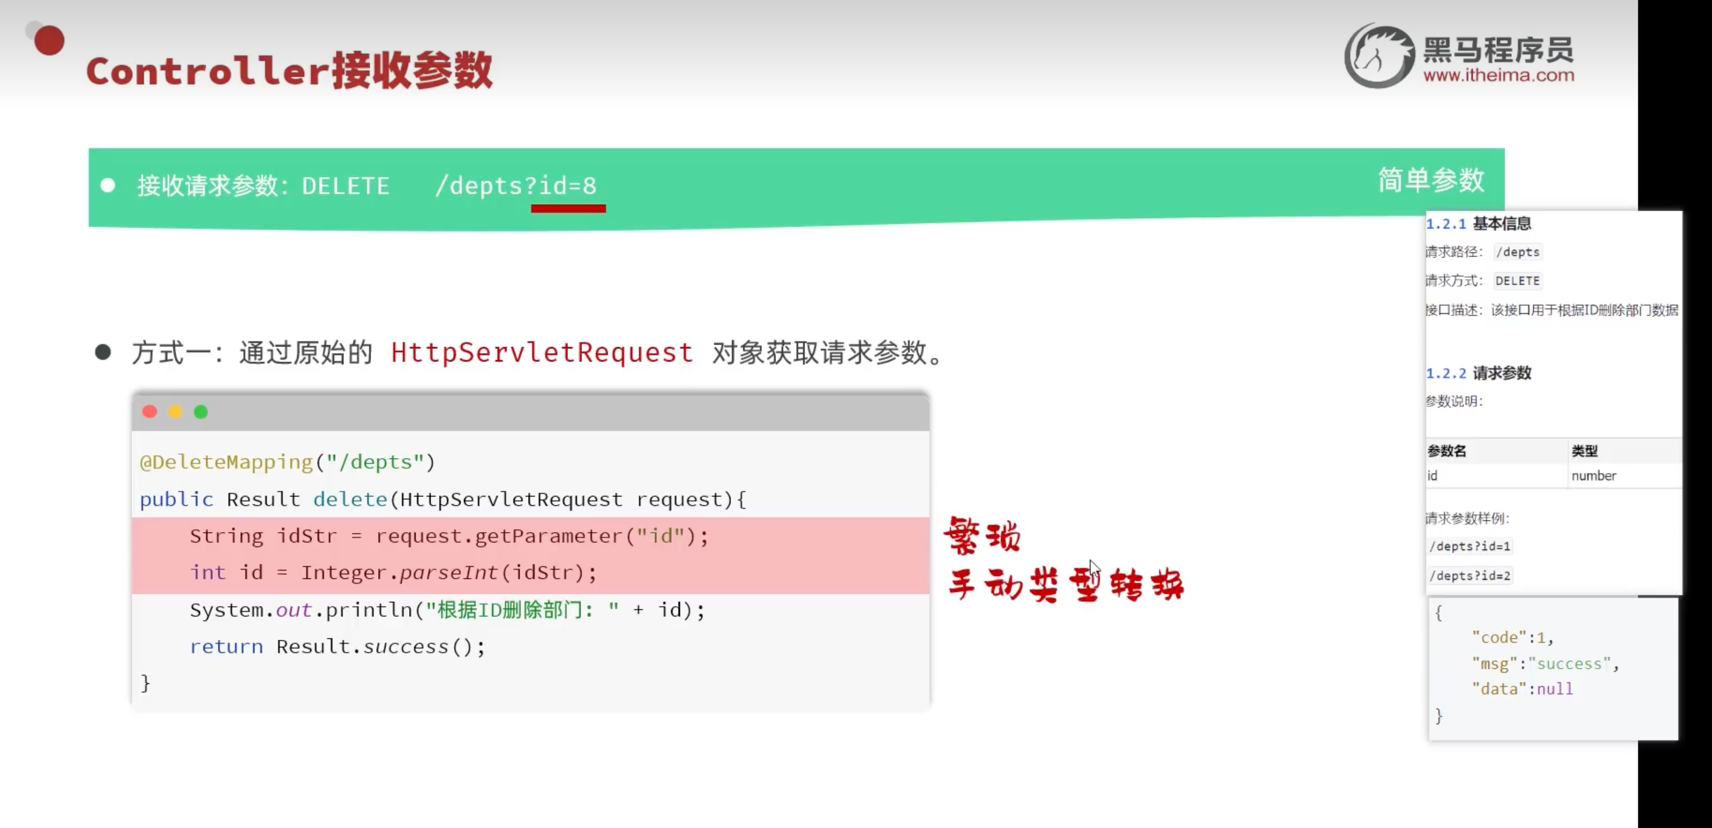 Controller接收参数
黑马程序员
www.itheima.com
接收请求参数：DELETE /depts?id=8
简单参数
方式一：通过原始的 HttpServletRequest 对象获取请求参数。
@DeleteMapping("/depts")
public Result delete(HttpServletRequest request){
String idStr = request.getParameter("id");
int id = Integer.parseInt(idStr);
System.out.println("根据ID删除部门：" + id);
return Result.success();
}
繁琐
手动类型转换
1.2.1 基本信息
请求路径： /depts
请求方式： DELETE
接口描述：该接口用于根据ID删除部门数据
1.2.2 请求参数
参数说明：
参数名 类型
id number
请求参数样例：
/depts?id=1
/depts?id=2
{
"code":1,
"msg":"success",
"data":null
}